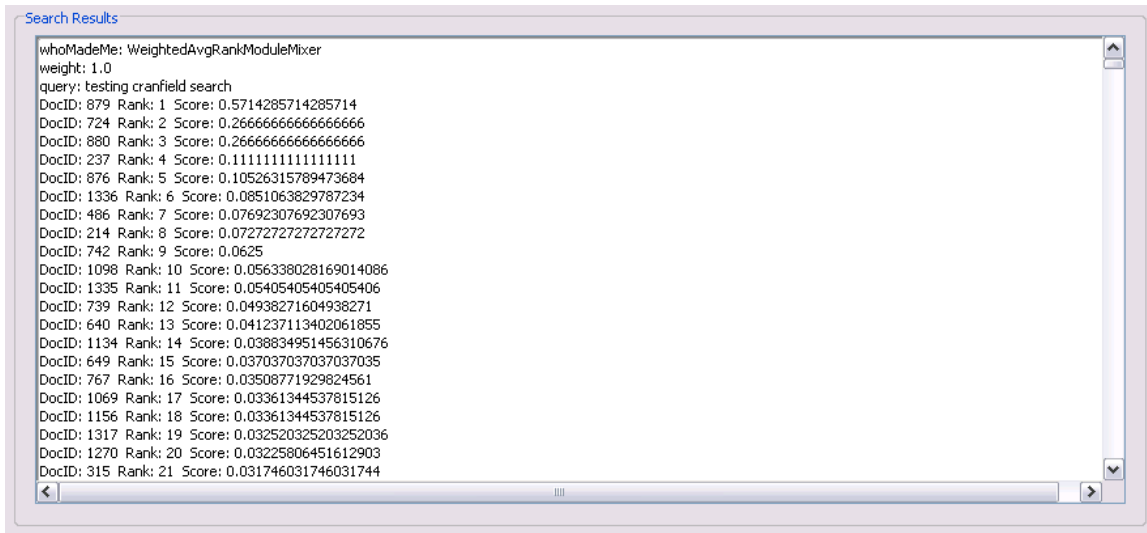 Search Results
whoMadeMe: WeightedAvgRankModuleMixer
weight: 1.0
query: testing cranfield search
DocID: 879 Rank: 1 Score: 0.5714285714285714
DocID: 724 Rank: 2 Score: 0.26666666666666666
DocID: 880 Rank: 3 Score: 0.26666666666666666
DocID: 237 Rank: 4 Score: 0.1111111111111111
DocID: 876 Rank: 5 Score: 0.10526315789473684
DocID: 1336 Rank: 6 Score: 0.0851063829787234
DocID: 486 Rank: 7 Score: 0.07692307692307693
DocID: 214 Rank: 8 Score: 0.07272727272727272
DocID: 742 Rank: 9 Score: 0.0625
DocID: 1098 Rank: 10 Score: 0.056338028169014086
DocID: 1335 Rank: 11 Score: 0.05405405405405406
DocID: 739 Rank: 12 Score: 0.04938271604938271
DocID: 640 Rank: 13 Score: 0.041237113402061855
DocID: 1134 Rank: 14 Score: 0.038834951456310676
DocID: 649 Rank: 15 Score: 0.037037037037037035
DocID: 767 Rank: 16 Score: 0.03508771929824561
DocID: 1069 Rank: 17 Score: 0.03361344537815126
DocID: 1156 Rank: 18 Score: 0.03361344537815126
DocID: 1317 Rank: 19 Score: 0.032520325203252036
DocID: 1270 Rank: 20 Score: 0.03225806451612903
DocID: 315 Rank: 21 Score: 0.031746031746031744